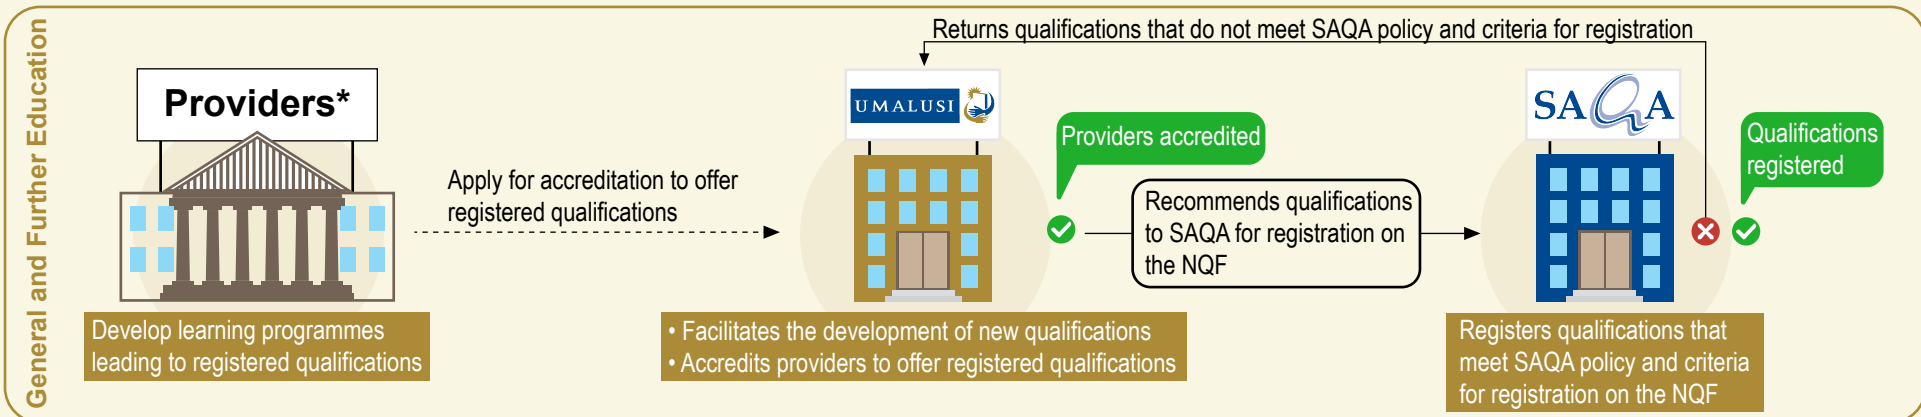 General and Further Education
Returns qualifications that do not meet SAQA policy and criteria for registration
Providers*
UMALUSI
SAQA
Providers accredited
Qualifications
registered
Apply for accreditation to offer
registered qualifications
Recommends qualifications
to SAQA for registration on
the NQF
Develop learning programmes
leading to registered qualifications
• Facilitates the development of new qualifications
• Accredits providers to offer registered qualifications
Registers qualifications that
meet SAQA policy and criteria
for registration on the NQF